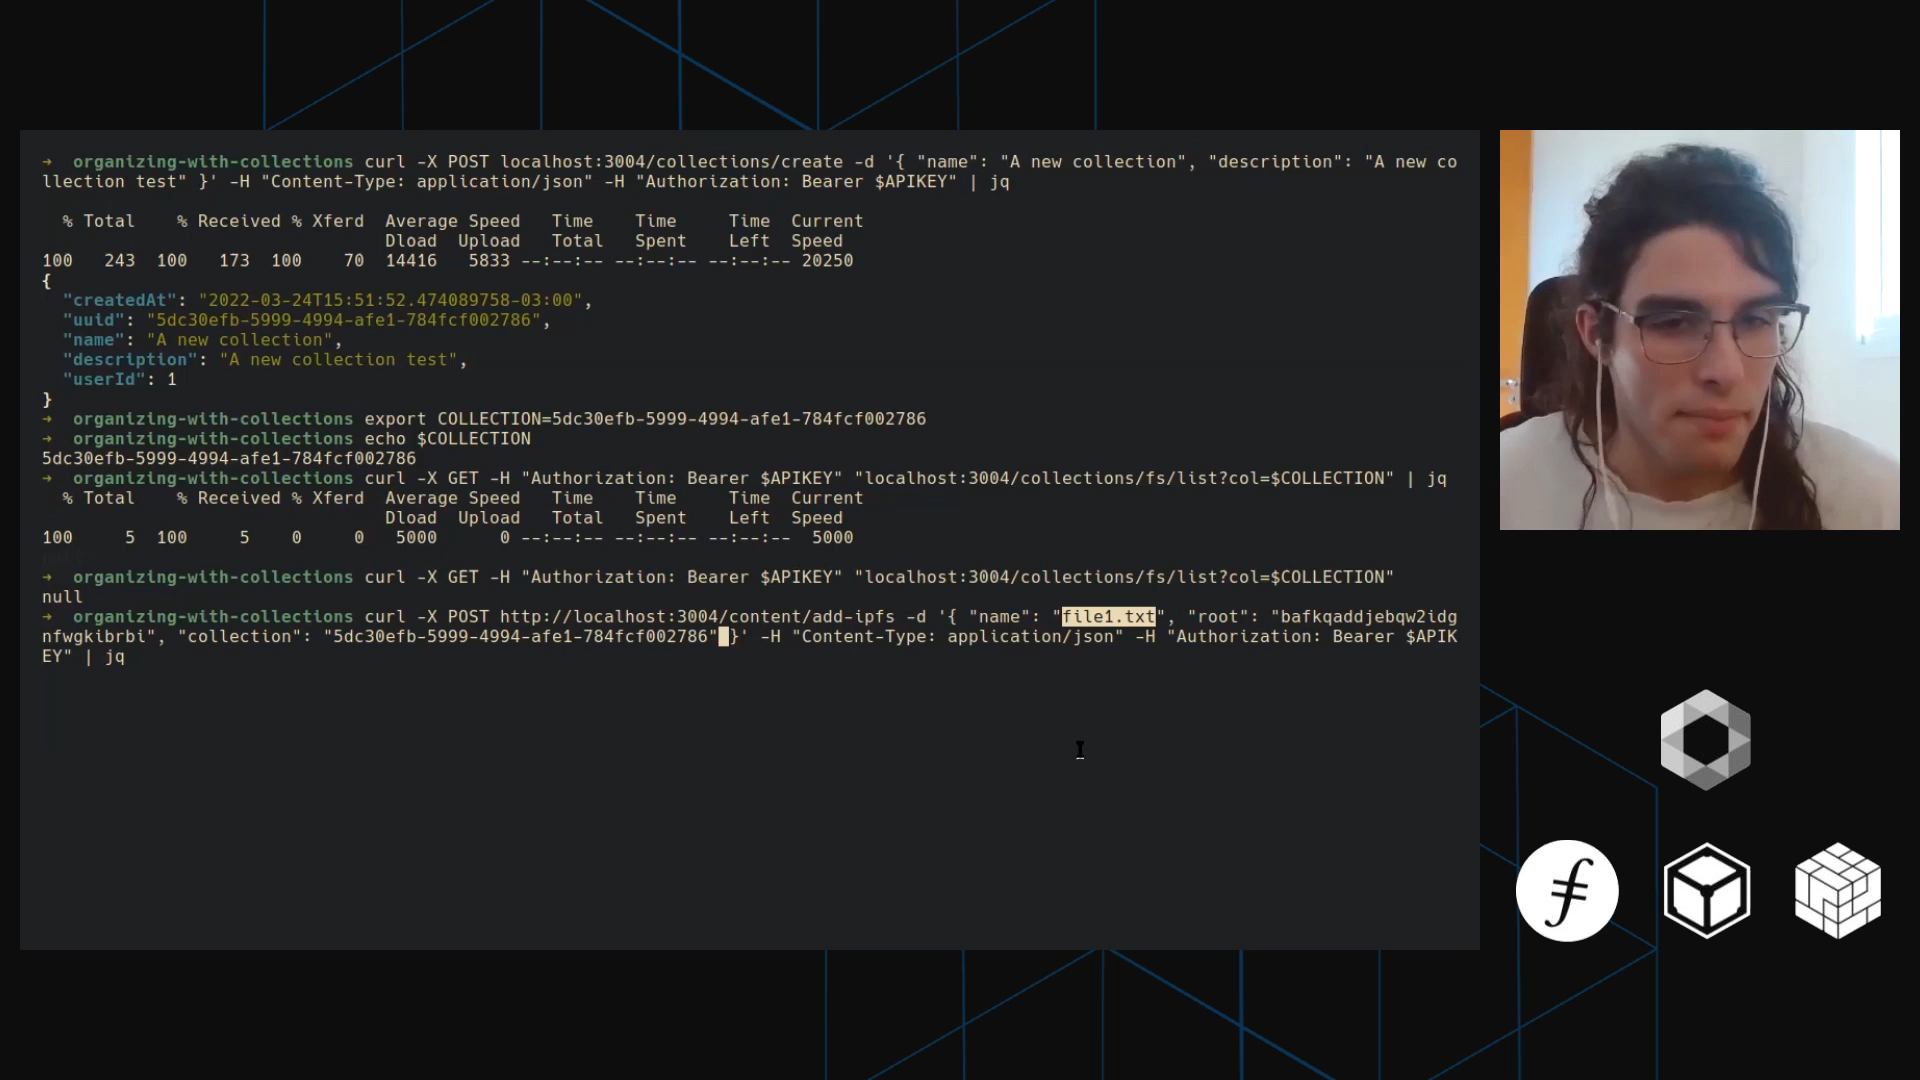 ➜  organizing-with-collections curl -X POST localhost:3004/collections/create -d '{ "name": "A new collection", "description": "A new co
llection test" }' -H "Content-Type: application/json" -H "Authorization: Bearer $APIKEY" | jq
% Total    % Received % Xferd  Average Speed   Time    Time     Time  Current
Dload  Upload   Total   Spent    Left  Speed
100   243  100   173  100    70  14416   5833 --:--:-- --:--:-- --:--:-- 20250
{
"createdAt": "2022-03-24T15:51:52.474089758-03:00",
"uuid": "5dc30efb-5999-4994-afe1-784fcf002786",
"name": "A new collection",
"description": "A new collection test",
"userId": 1
}
➜  organizing-with-collections export COLLECTION=5dc30efb-5999-4994-afe1-784fcf002786
➜  organizing-with-collections echo $COLLECTION
5dc30efb-5999-4994-afe1-784fcf002786
➜  organizing-with-collections curl -X GET -H "Authorization: Bearer $APIKEY" "localhost:3004/collections/fs/list?col=$COLLECTION" | jq
% Total    % Received % Xferd  Average Speed   Time    Time     Time  Current
Dload  Upload   Total   Spent    Left  Speed
100     5  100     5    0     0   5000      0 --:--:-- --:--:-- --:--:--  5000
null
➜  organizing-with-collections curl -X GET -H "Authorization: Bearer $APIKEY" "localhost:3004/collections/fs/list?col=$COLLECTION"
null
➜  organizing-with-collections curl -X POST http://localhost:3004/content/add-ipfs -d '{ "name": "file1.txt", "root": "bafkqaddjebqw2idg
nfwgkibrbi", "collection": "5dc30efb-5999-4994-afe1-784fcf002786" }' -H "Content-Type: application/json" -H "Authorization: Bearer $APIK
EY" | jq